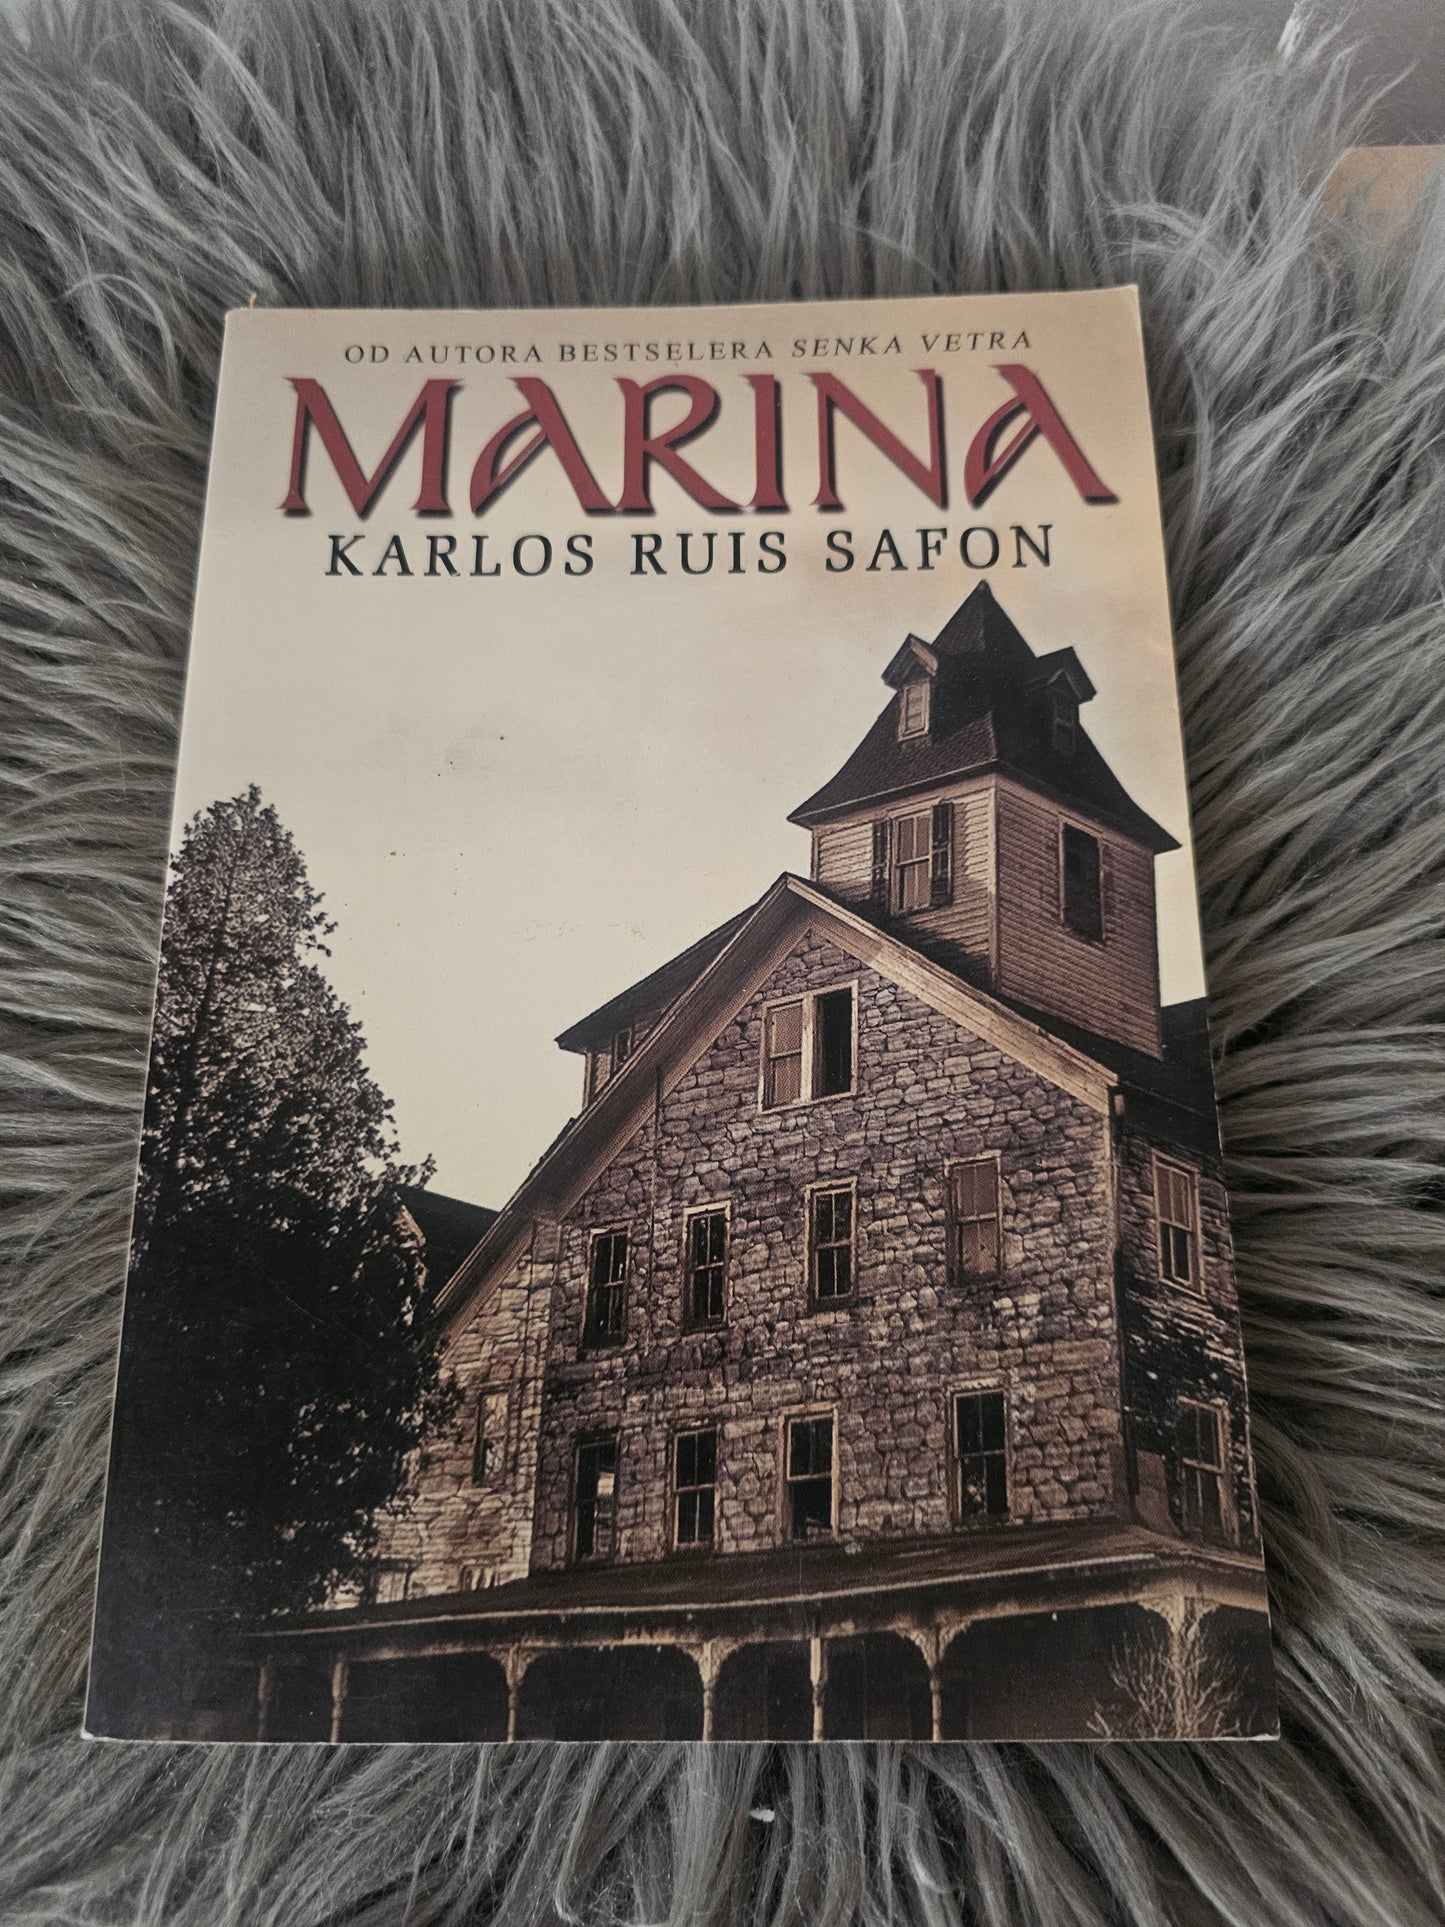 OD AUTORA BESTSELERA SENKA VETRA
MARINA
KARLOS RUIS SAFON